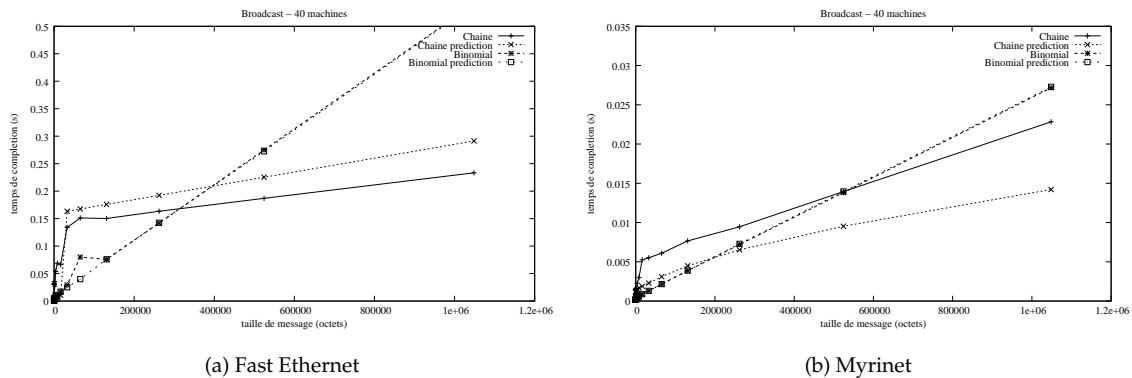 Broadcast – 40 machines
0.5
0.45
0.4
0.35
0.3
0.25
0.2
0.15
0.1
0.05
0
temps de completion (s)
Chaine
Chaine prediction
Binomial
Binomial prediction
0
200000
400000
600000
800000
1e+06
1.2e+06
taille de message (octets)
(a) Fast Ethernet
Broadcast – 40 machines
0.035
0.03
0.025
0.02
0.015
0.01
0.005
0
temps de completion (s)
Chaine
Chaine prediction
Binomial
Binomial prediction
0
200000
400000
600000
800000
1e+06
1.2e+06
taille de message (octets)
(b) Myrinet